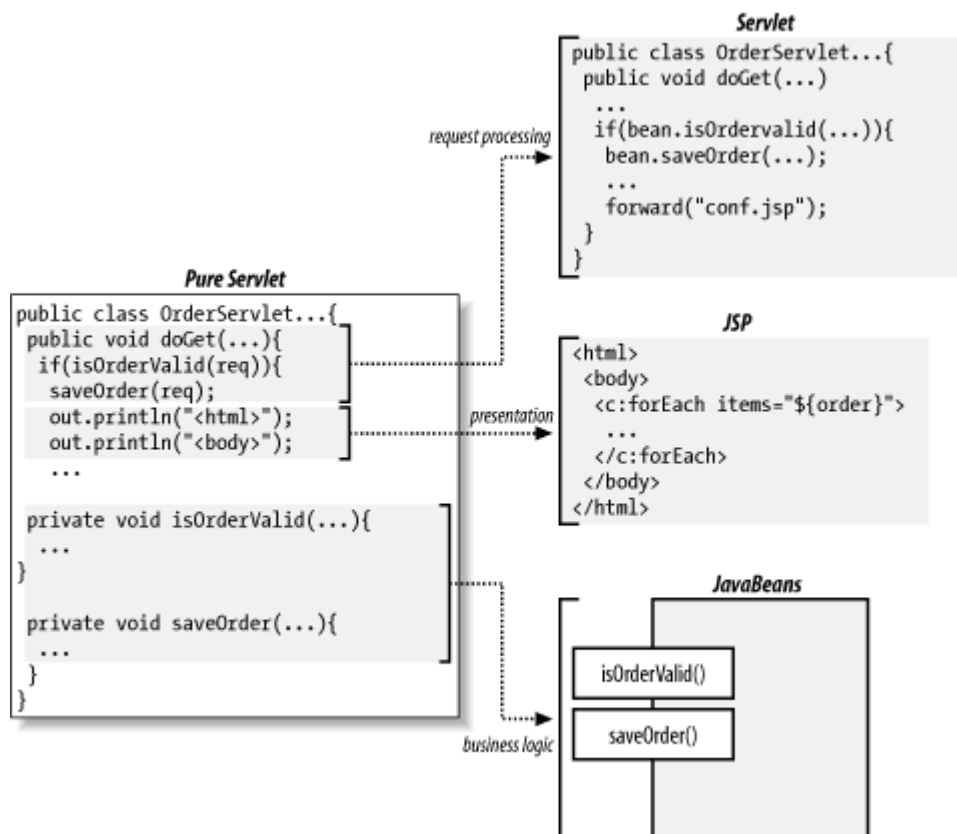 Servlet
public class OrderServlet...{
public void doGet(...)
...
if(bean.isOrdervalid(...)){
bean.saveOrder(...);
...
forward("conf.jsp");
}
}
request processing
Pure Servlet
public class OrderServlet...{
public void doGet(...){
if(isOrderValid(req)){
saveOrder(req);
out.println("<html>");
out.println("<body>");
...
private void isOrderValid(...){
...
}
private void saveOrder(...){
...
}
}
presentation
JSP
<html>
<body>
<c:forEach items="${order}">
...
</c:forEach>
</body>
</html>
business logic
JavaBeans
isOrderValid()
saveOrder()